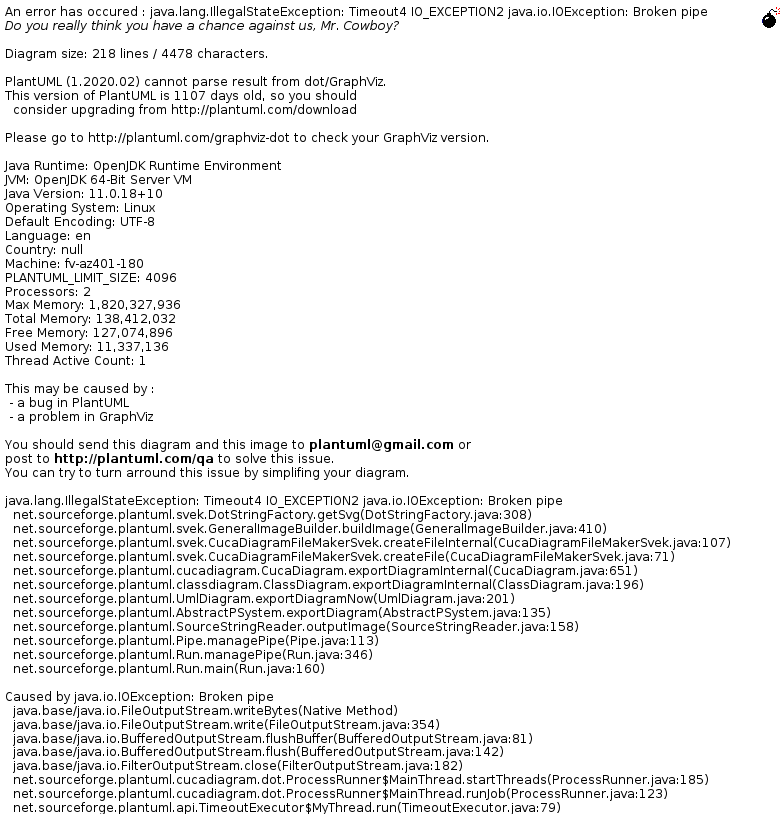 An error has occured : java.lang.IllegalStateException: Timeout4 IO_EXCEPTION2 java.io.IOException: Broken pipe
Do you really think you have a chance against us, Mr. Cowboy?
Diagram size: 218 lines / 4478 characters.
PlantUML (1.2020.02) cannot parse result from dot/GraphViz.
This version of PlantUML is 1107 days old, so you should
consider upgrading from http://plantuml.com/download
Please go to http://plantuml.com/graphviz-dot to check your GraphViz version.
Java Runtime: OpenJDK Runtime Environment
JVM: OpenJDK 64-Bit Server VM
Java Version: 11.0.18+10
Operating System: Linux
Default Encoding: UTF-8
Language: en
Country: null
Machine: fv-az401-180
PLANTUML_LIMIT_SIZE: 4096
Processors: 2
Max Memory: 1,820,327,936
Total Memory: 138,412,032
Free Memory: 127,074,896
Used Memory: 11,337,136
Thread Active Count: 1
This may be caused by :
- a bug in PlantUML
- a problem in GraphViz
You should send this diagram and this image to plantuml@gmail.com or
post to http://plantuml.com/qa to solve this issue.
You can try to turn arround this issue by simplifing your diagram.
java.lang.IllegalStateException: Timeout4 IO_EXCEPTION2 java.io.IOException: Broken pipe
net.sourceforge.plantuml.svek.DotStringFactory.getSvg(DotStringFactory.java:308)
net.sourceforge.plantuml.svek.GeneralImageBuilder.buildImage(GeneralImageBuilder.java:410)
net.sourceforge.plantuml.svek.CucaDiagramFileMakerSvek.createFileInternal(CucaDiagramFileMakerSvek.java:107)
net.sourceforge.plantuml.svek.CucaDiagramFileMakerSvek.createFile(CucaDiagramFileMakerSvek.java:71)
net.sourceforge.plantuml.cucadiagram.CucaDiagram.exportDiagramInternal(CucaDiagram.java:651)
net.sourceforge.plantuml.classdiagram.ClassDiagram.exportDiagramInternal(ClassDiagram.java:196)
net.sourceforge.plantuml.UmlDiagram.exportDiagramNow(UmlDiagram.java:201)
net.sourceforge.plantuml.AbstractPSystem.exportDiagram(AbstractPSystem.java:135)
net.sourceforge.plantuml.SourceStringReader.outputImage(SourceStringReader.java:158)
net.sourceforge.plantuml.Pipe.managePipe(Pipe.java:113)
net.sourceforge.plantuml.Run.managePipe(Run.java:346)
net.sourceforge.plantuml.Run.main(Run.java:160)
Caused by java.io.IOException: Broken pipe
java.base/java.io.FileOutputStream.writeBytes(Native Method)
java.base/java.io.FileOutputStream.write(FileOutputStream.java:354)
java.base/java.io.BufferedOutputStream.flushBuffer(BufferedOutputStream.java:81)
java.base/java.io.BufferedOutputStream.flush(BufferedOutputStream.java:142)
java.base/java.io.FilterOutputStream.close(FilterOutputStream.java:182)
net.sourceforge.plantuml.cucadiagram.dot.ProcessRunner$MainThread.startThreads(ProcessRunner.java:185)
net.sourceforge.plantuml.cucadiagram.dot.ProcessRunner$MainThread.runJob(ProcessRunner.java:123)
net.sourceforge.plantuml.api.TimeoutExecutor$MyThread.run(TimeoutExecutor.java:79)